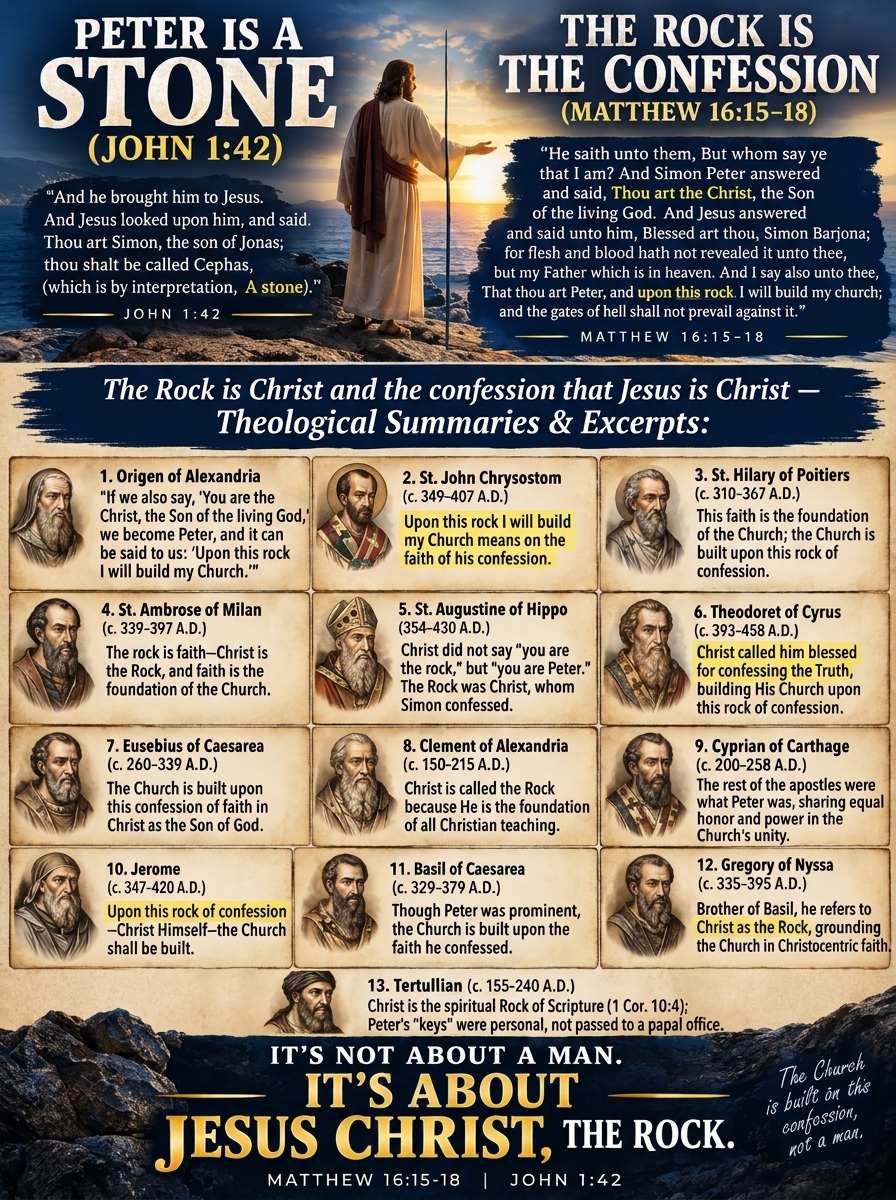 PETER IS A
STONE
(JOHN 1:42)
"And he brought him to Jesus.
And Jesus looked upon him, and said.
Thou art Simon, the son of Jonas;
thou shalt be called Cephas,
(which is by interpretation, A stone)."
JOHN 1:42
THE ROCK IS
THE CONFESSION
(MATTHEW 16:15–18)
"He saith unto them, But whom say ye
that I am? And Simon Peter answered
and said, Thou art the Christ, the Son
of the living God. And Jesus answered
and said unto him, Blessed art thou, Simon Barjona;
for flesh and blood hath not revealed it unto thee,
but my Father which is in heaven. And I say also unto thee,
That thou art Peter, and upon this rock I will build my church;
and the gates of hell shall not prevail against it."
MATTHEW 16:15–18
The Rock is Christ and the confession that Jesus is Christ —
Theological Summaries & Excerpts:
1. Origen of Alexandria
"If we also say, 'You are the
Christ, the Son of the living God,'
we become Peter, and it can
be said to us: 'Upon this rock
I will build my Church.'"
2. St. John Chrysostom
(c. 349–407 A.D.)
Upon this rock I will build
my Church means on the
faith of his confession.
3. St. Hilary of Poitiers
(c. 310–367 A.D.)
This faith is the foundation
of the Church; the Church is
built upon this rock of
confession.
4. St. Ambrose of Milan
(c. 339–397 A.D.)
The rock is faith—Christ is
the Rock, and faith is the
foundation of the Church.
5. St. Augustine of Hippo
(354–430 A.D.)
Christ did not say "you are
the rock," but "you are Peter."
The Rock was Christ, whom
Simon confessed.
6. Theodoret of Cyrus
(c. 393–458 A.D.)
Christ called him blessed
for confessing the Truth,
building His Church upon
this rock of confession.
7. Eusebius of Caesarea
(c. 260–339 A.D.)
The Church is built upon
this confession of faith in
Christ as the Son of God.
8. Clement of Alexandria
(c. 150–215 A.D.)
Christ is called the Rock
because He is the foundation
of all Christian teaching.
9. Cyprian of Carthage
(c. 200–258 A.D.)
The rest of the apostles were
what Peter was, sharing equal
honor and power in the
Church's unity.
10. Jerome
(c. 347–420 A.D.)
Upon this rock of confession
—Christ Himself—the Church
shall be built.
11. Basil of Caesarea
(c. 329–379 A.D.)
Though Peter was prominent,
the Church is built upon the
faith he confessed.
12. Gregory of Nyssa
(c. 335–395 A.D.)
Brother of Basil, he refers to
Christ as the Rock, grounding
the Church in Christocentric faith.
13. Tertullian (c. 155–240 A.D.)
Christ is the spiritual Rock of Scripture (1 Cor. 10:4);
Peter's "keys" were personal, not passed to a papal office.
IT'S NOT ABOUT A MAN.
IT'S ABOUT
JESUS CHRIST, THE ROCK.
MATTHEW 16:15-18 | JOHN 1:42
The Church
is built on this
confession,
not a man.